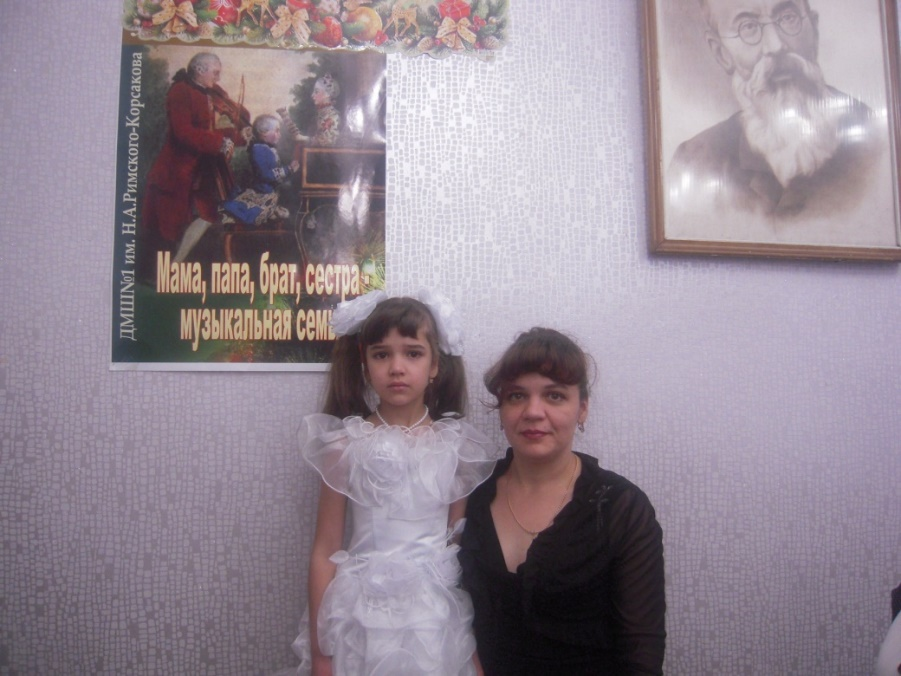 ДМШ№1 им. Н.А.Римского-Корсакова
Мама, папа, брат, сестра -
музыкальная